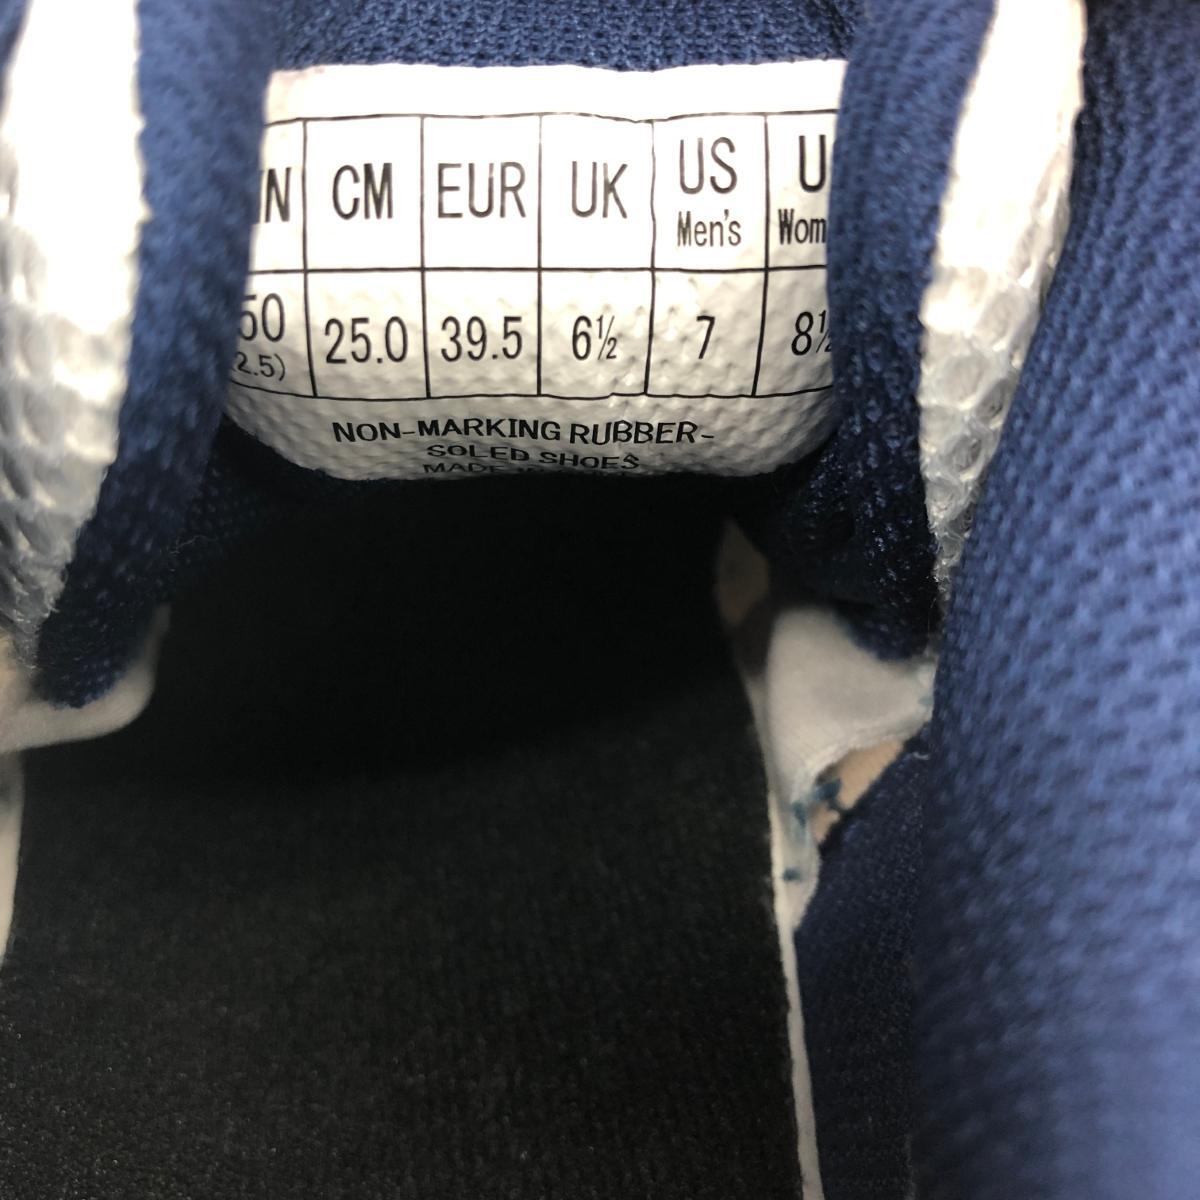 CM EUR UK US Men's
25.0 39.5 6½ 7 8½
(2.5)
NON-MARKING RUBBER-
SOLED SHOES
MADE